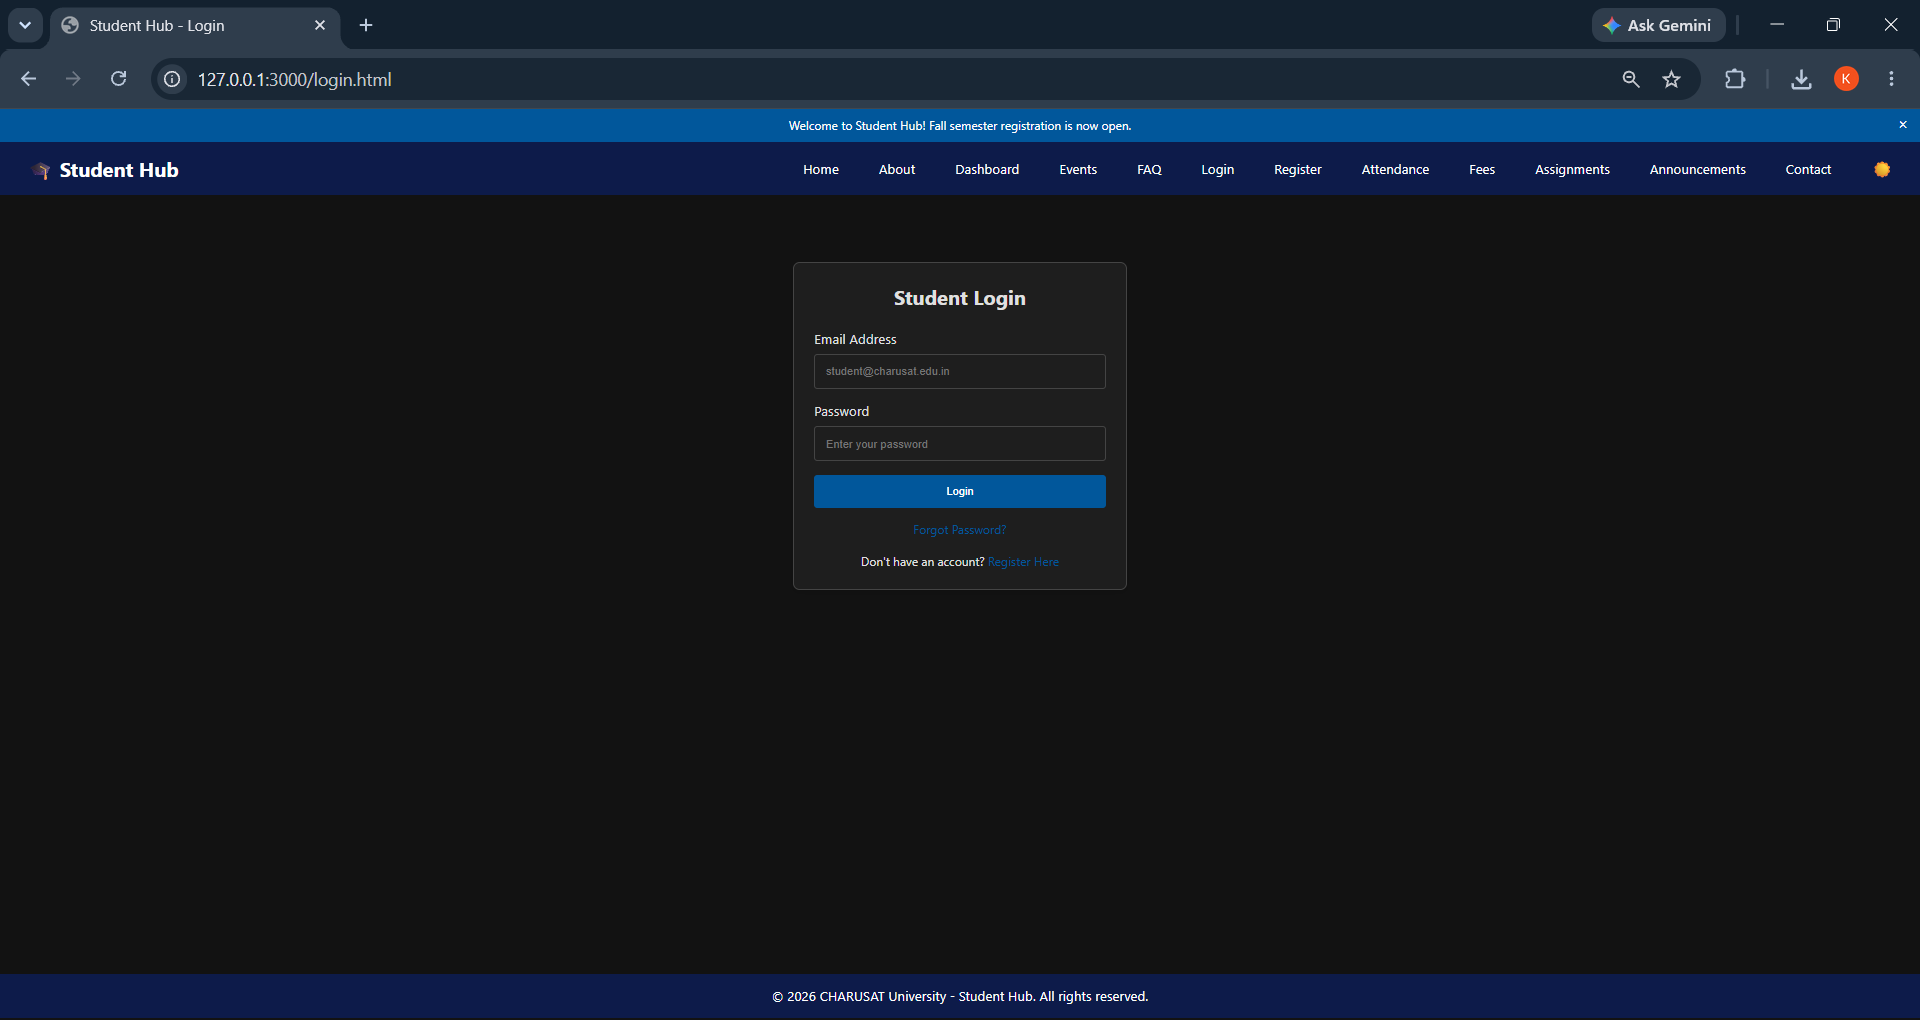 Student Hub - Login
Ask Gemini
127.0.0.1:3000/login.html
K
Welcome to Student Hub! Fall semester registration is now open.
×
Student Hub
Home
About
Dashboard
Events
FAQ
Login
Register
Attendance
Fees
Assignments
Announcements
Contact
Student Login
Email Address
student@charusat.edu.in
Password
Enter your password
Login
Forgot Password?
Don't have an account? Register Here
© 2026 CHARUSAT University - Student Hub. All rights reserved.